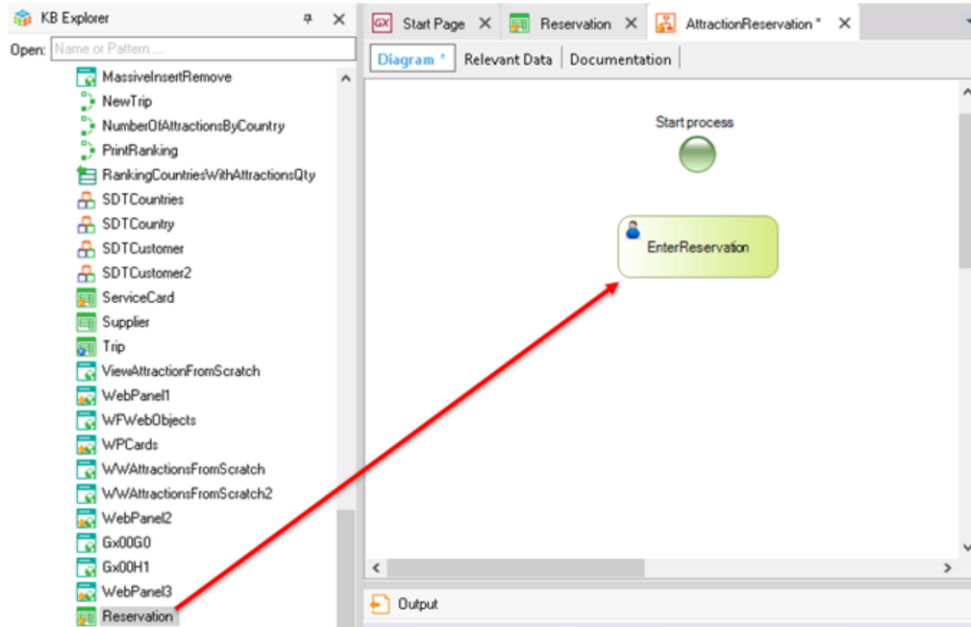 KB Explorer
Open: Name or Pattern ...
MassiveInsertRemove
NewTrip
NumberOfAttractionsByCountry
PrintRanking
RankingCountriesWithAttractionsQty
SDTCountries
SDTCountry
SDTCustomer
SDTCustomer2
ServiceCard
Supplier
Trip
ViewAttractionFromScratch
WebPanel1
WFWebObjects
WPCards
WWAttractionsFromScratch
WWAttractionsFromScratch2
WebPanel2
Gx00G0
Gx00H1
WebPanel3
Reservation
GX Start Page Reservation AttractionReservation *
Diagram * Relevant Data Documentation
Start process
EnterReservation
Output